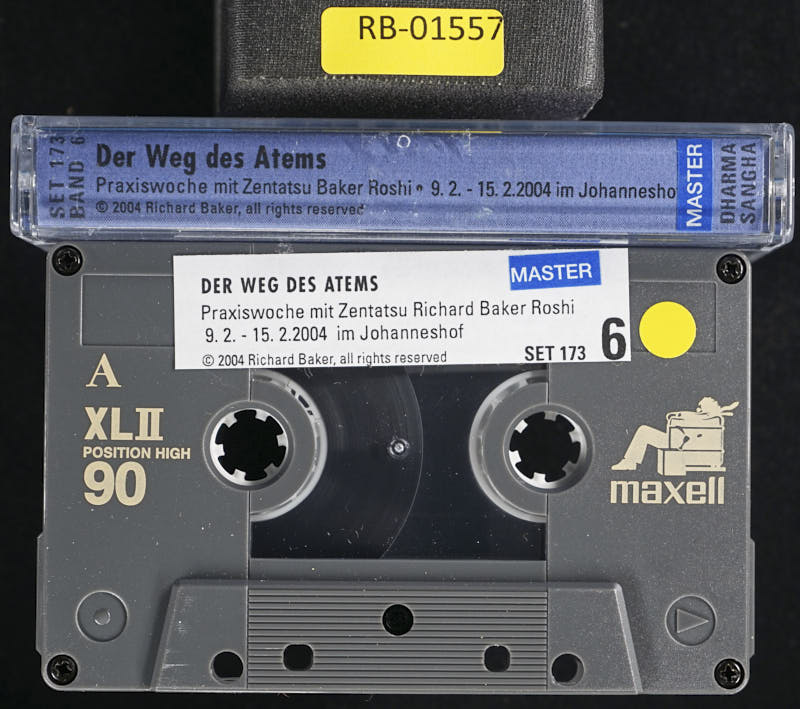 RB-01557
SET 173
BAND 6
Der Weg des Atems
Praxiswoche mit Zentatsu Baker Roshi • 9. 2. - 15. 2.2004 im Johannesho
© 2004 Richard Baker, all rights reserved
MASTER
DHARMA
SANGHA
DER WEG DES ATEMS
MASTER
Praxiswoche mit Zentatsu Richard Baker Roshi
9. 2. - 15. 2.2004 im Johanneshof
© 2004 Richard Baker, all rights reserved
SET 173 6
A
XLII
POSITION HIGH
90
maxell